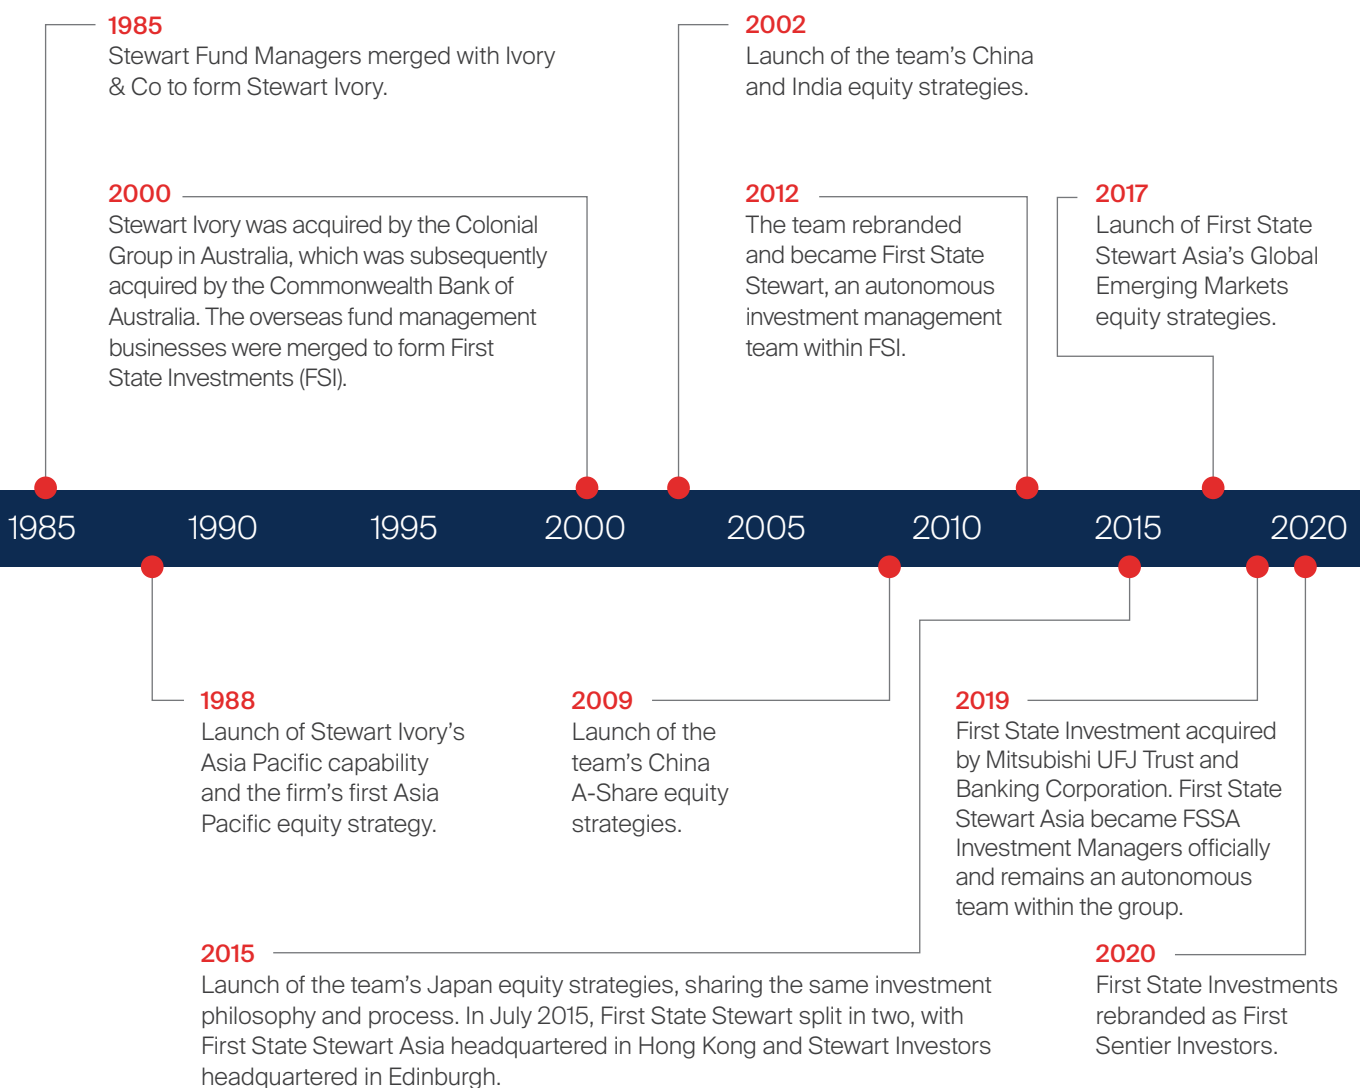 1985
Stewart Fund Managers merged with Ivory
& Co to form Stewart Ivory.
2002
Launch of the team’s China
and India equity strategies.
2000
Stewart Ivory was acquired by the Colonial
Group in Australia, which was subsequently
acquired by the Commonwealth Bank of
Australia. The overseas fund management
businesses were merged to form First
State Investments (FSI).
2012
The team rebranded
and became First State
Stewart, an autonomous
investment management
team within FSI.
2017
Launch of First State
Stewart Asia’s Global
Emerging Markets
equity strategies.
1985 1990 1995 2000 2005 2010 2015 2020
1988
Launch of Stewart Ivory’s
Asia Pacific capability
and the firm’s first Asia
Pacific equity strategy.
2009
Launch of the
team’s China
A-Share equity
strategies.
2019
First State Investment acquired
by Mitsubishi UFJ Trust and
Banking Corporation. First State
Stewart Asia became FSSA
Investment Managers officially
and remains an autonomous
team within the group.
2015
Launch of the team’s Japan equity strategies, sharing the same investment
philosophy and process. In July 2015, First State Stewart split in two, with
First State Stewart Asia headquartered in Hong Kong and Stewart Investors
headquartered in Edinburgh.
2020
First State Investments
rebranded as First
Sentier Investors.